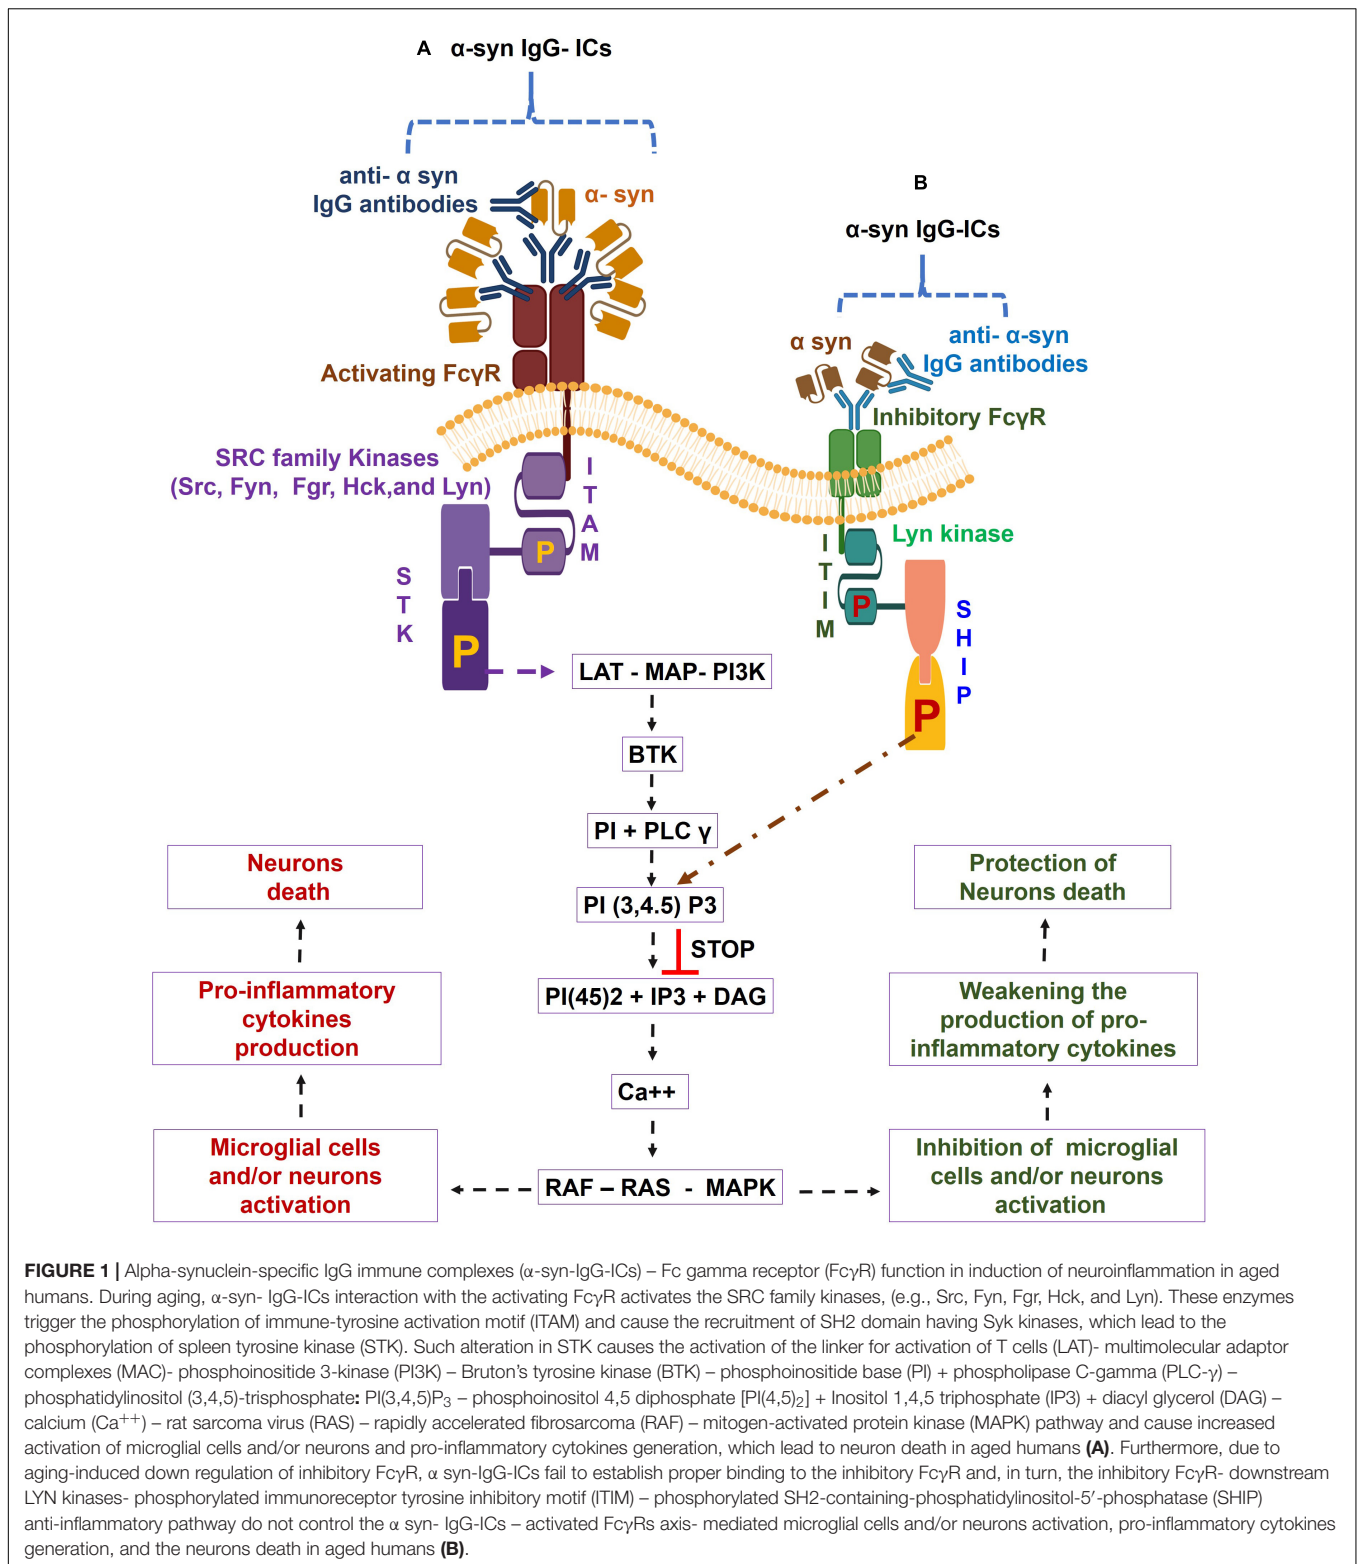 A α-syn IgG- ICs
anti- α syn
IgG antibodies
α- syn
Activating FcγR
SRC family Kinases
(Src, Fyn, Fgr, Hck,and Lyn)
I
T
A
M
P
S
T
K
P
B
α-syn IgG-ICs
α syn
anti- α-syn
IgG antibodies
Inhibitory FcγR
Lyn kinase
I
T
I
M
P
S
H
I
P
P
LAT - MAP- PI3K
BTK
PI + PLC γ
PI (3,4.5) P3
STOP
PI(45)2 + IP3 + DAG
Ca++
RAF – RAS - MAPK
Neurons
death
Pro-inflammatory
cytokines
production
Microglial cells
and/or neurons
activation
Protection of
Neurons death
Weakening the
production of pro-
inflammatory cytokines
Inhibition of microglial
cells and/or neurons
activation
FIGURE 1 | Alpha-synuclein-specific IgG immune complexes (α-syn-IgG-ICs) – Fc gamma receptor (FcγR) function in induction of neuroinflammation in aged
humans. During aging, α-syn- IgG-ICs interaction with the activating FcγR activates the SRC family kinases, (e.g., Src, Fyn, Fgr, Hck, and Lyn). These enzymes
trigger the phosphorylation of immune-tyrosine activation motif (ITAM) and cause the recruitment of SH2 domain having Syk kinases, which lead to the
phosphorylation of spleen tyrosine kinase (STK). Such alteration in STK causes the activation of the linker for activation of T cells (LAT)- multimolecular adaptor
complexes (MAC)- phosphoinositide 3-kinase (PI3K) – Bruton's tyrosine kinase (BTK) – phosphoinositide base (PI) + pholipase C-gamma (PLC-γ) –
phosphatidylinositol (3,4,5)-trisphosphate: PI(3,4,5)P₃ – phosphoinositol 4,5 diphosphate [PI(4,5)₂] + Inositol 1,4,5 triphosphate (IP3) + diacyl glycerol (DAG) –
calcium (Ca⁺⁺) – rat sarcoma virus (RAS) – rapidly accelerated fibrosarcoma (RAF) – mitogen-activated protein kinase (MAPK) pathway and cause increased
activation of microglial cells and/or neurons and pro-inflammatory cytokines generation, which lead to neuron death in aged humans (A). Furthermore, due to
aging-induced down regulation of inhibitory FcγR, α syn-IgG-ICs fail to establish proper binding to the inhibitory FcγR and, in turn, the inhibitory FcγR- downstream
LYN kinases- phosphorylated immunoreceptor tyrosine inhibitory motif (ITIM) – phosphorylated SH2-containing-phosphatidylinositol-5′-phosphatase (SHIP)
anti-inflammatory pathway do not control the α syn- IgG-ICs – activated FcγRs axis- mediated microglial cells and/or neurons activation, pro-inflammatory cytokines
generation, and the neurons death in aged humans (B).